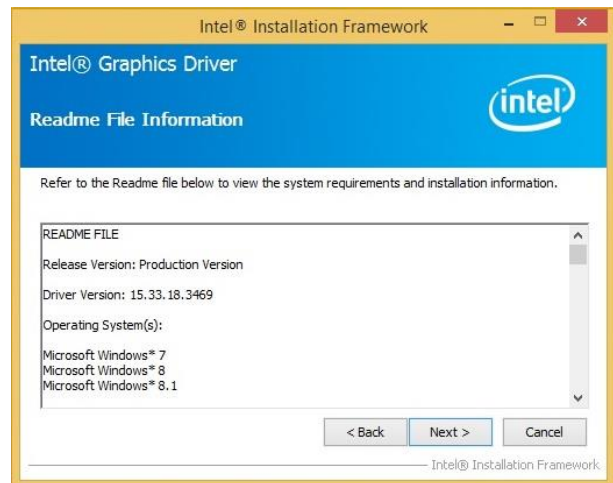 Intel® Installation Framework
Intel® Graphics Driver
intel
Readme File Information
Refer to the Readme file below to view the system requirements and installation information.
README FILE
Release Version: Production Version
Driver Version: 15.33.18.3469
Operating System(s):
Microsoft Windows* 7
Microsoft Windows* 8
Microsoft Windows* 8.1
< Back
Next >
Cancel
Intel® Installation Framework